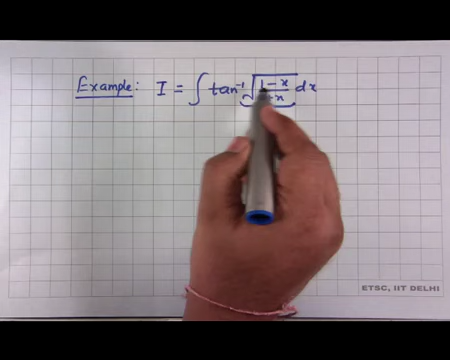 Example: I = ∫ tan⁻¹ √(1-x / -x) dx
ETSC, IIT DELHI